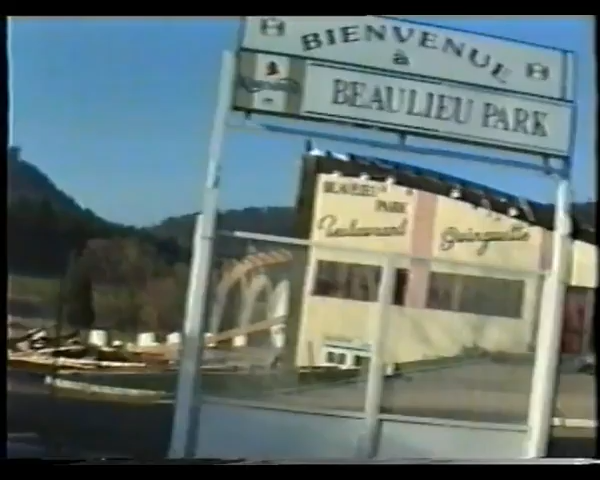 BIENVENUE
à
BEAULIEU PARK
BEAULIEU
PARK
Restaurant
Guinguette